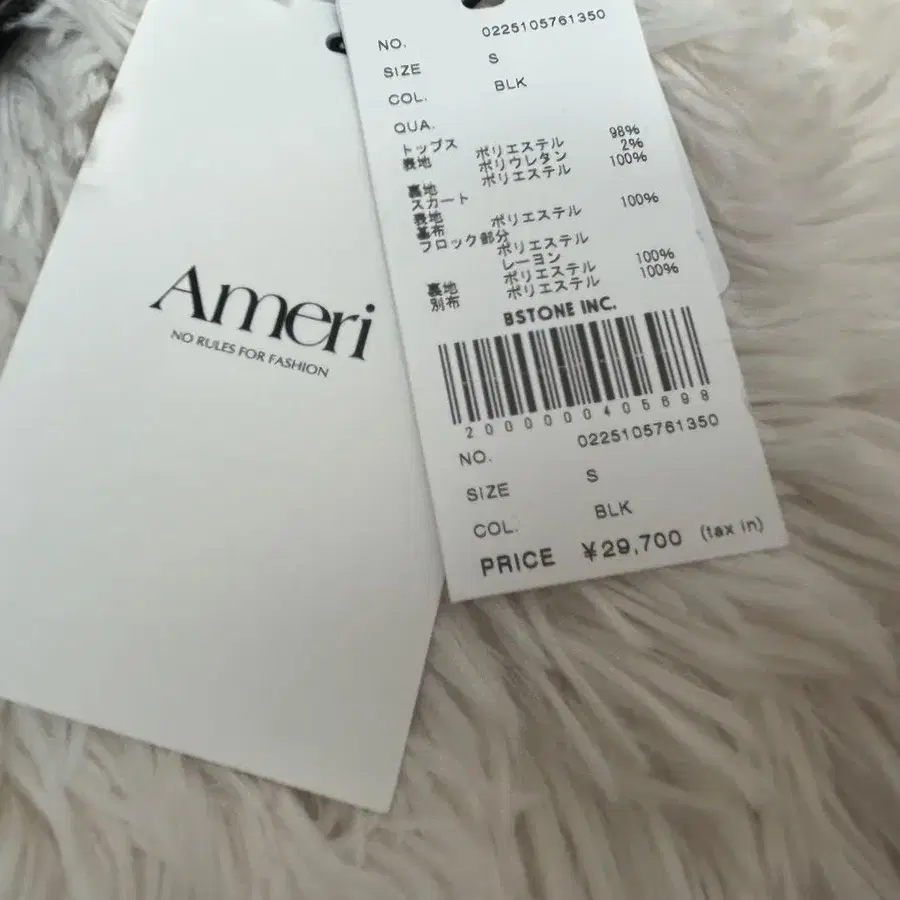 Ameri
NO RULES FOR FASHION
NO. 0225105761350
SIZE S
COL. BLK
QUA.
トップス
表地 ポリエステル 98%
ポリウレタン 2%
裏地 ポリエステル 100%
スカート
表地
基布 ポリエステル 100%
フロック部分
ポリエステル
レーヨン
裏地 ポリエステル 100%
別布 ポリエステル 100%
BSTONE INC.
2000000405698
NO. 0225105761350
SIZE S
COL. BLK
PRICE ¥29,700 (tax in)